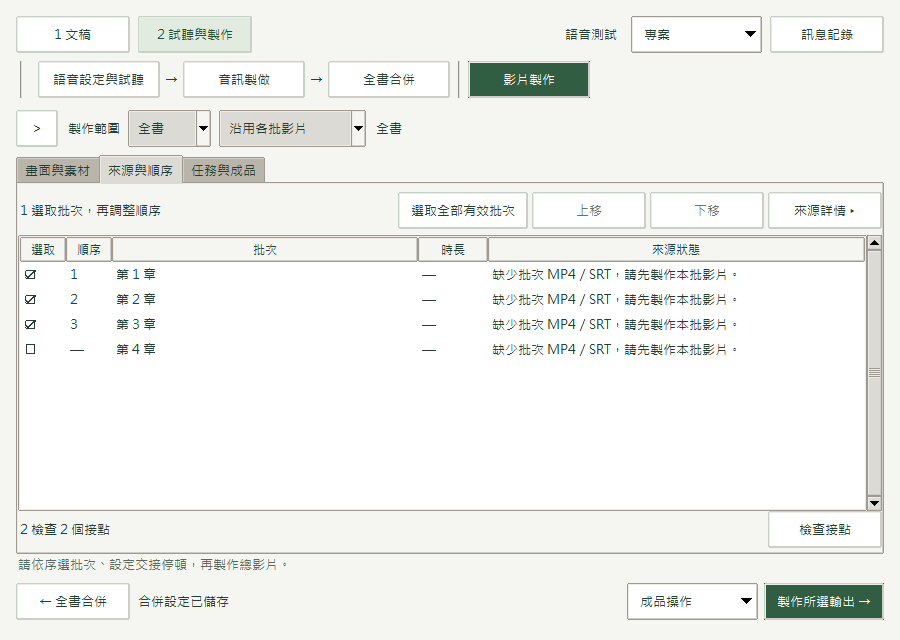 1 文稿 2 試聽與製作 語音測試 專案 訊息記錄
語音設定與試聽 → 音訊製做 → 全書合併 影片製作
> 製作範圍 全書 沿用各批影片 全書
畫面與素材 來源與順序 任務與成品
1 選取批次，再調整順序 選取全部有效批次 上移 下移 來源詳情 ▸
選取 順序 批次 時長 來源狀態
☑ 1 第 1 章 — 缺少批次 MP4 / SRT，請先製作本批影片。
☑ 2 第 2 章 — 缺少批次 MP4 / SRT，請先製作本批影片。
☑ 3 第 3 章 — 缺少批次 MP4 / SRT，請先製作本批影片。
☐ — 第 4 章 — 缺少批次 MP4 / SRT，請先製作本批影片。
2 檢查 2 個接點 檢查接點
請依序選批次、設定交接停頓，再製作總影片。
← 全書合併 合併設定已儲存 成品操作 製作所選輸出 →